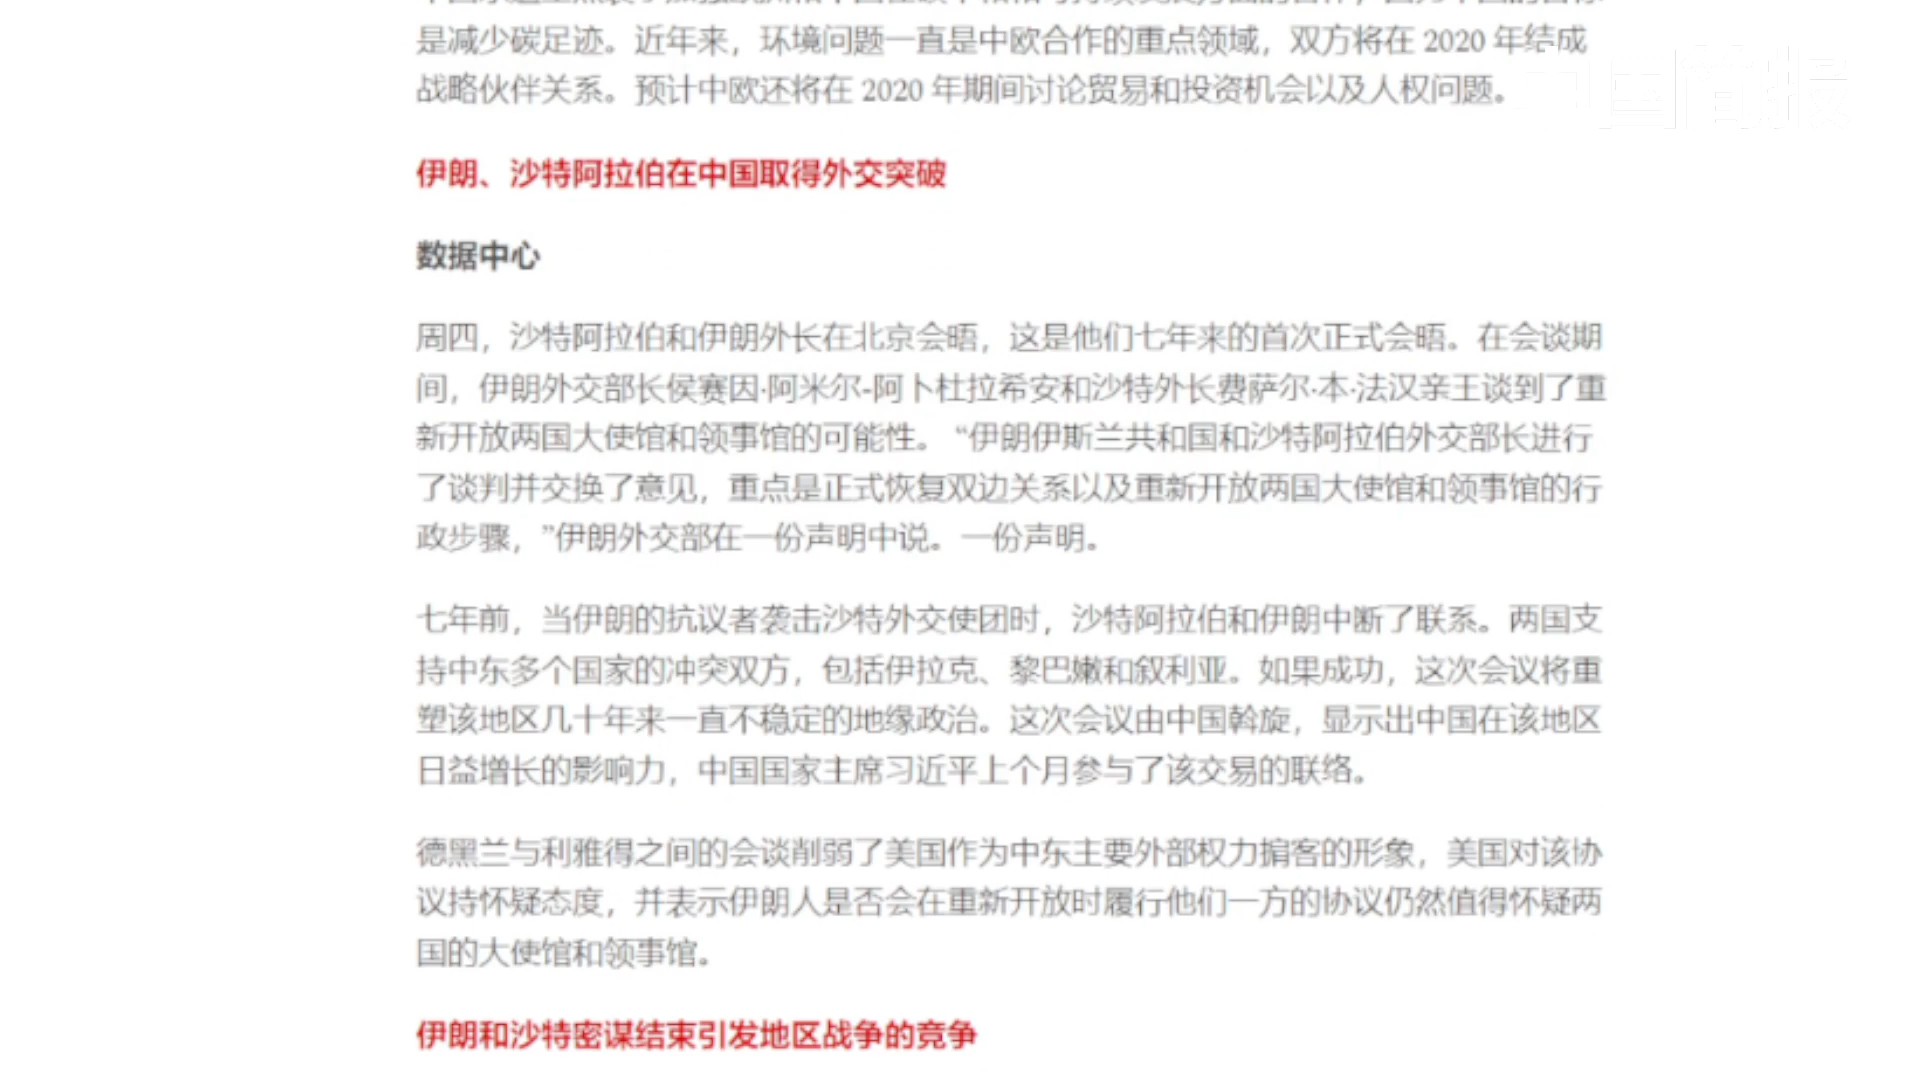 是减少碳足迹。近年来，环境问题一直是中欧合作的重点领域，双方将在 2020 年结成
战略伙伴关系。预计中欧还将在 2020 年期间讨论贸易和投资机会以及人权问题。
中国简报
伊朗、沙特阿拉伯在中国取得外交突破
数据中心
周四，沙特阿拉伯和伊朗外长在北京会晤，这是他们七年来的首次正式会晤。在会谈期
间，伊朗外交部长侯赛因·阿米尔-阿卜杜拉希安和沙特外长费萨尔·本·法汉亲王谈到了重
新开放两国大使馆和领事馆的可能性。 “伊朗伊斯兰共和国和沙特阿拉伯外交部长进行
了谈判并交换了意见，重点是正式恢复双边关系以及重新开放两国大使馆和领事馆的行
政步骤，”伊朗外交部在一份声明中说。一份声明。
七年前，当伊朗的抗议者袭击沙特外交使团时，沙特阿拉伯和伊朗中断了联系。两国支
持中东多个国家的冲突双方，包括伊拉克、黎巴嫩和叙利亚。如果成功，这次会议将重
塑该地区几十年来一直不稳定的地缘政治。这次会议由中国斡旋，显示出中国在该地区
日益增长的影响力，中国国家主席习近平上个月参与了该交易的联络。
德黑兰与利雅得之间的会谈削弱了美国作为中东主要外部权力掮客的形象，美国对该协
议持怀疑态度，并表示伊朗人是否会在重新开放时履行他们一方的协议仍然值得怀疑两
国的大使馆和领事馆。
伊朗和沙特密谋结束引发地区战争的竞争